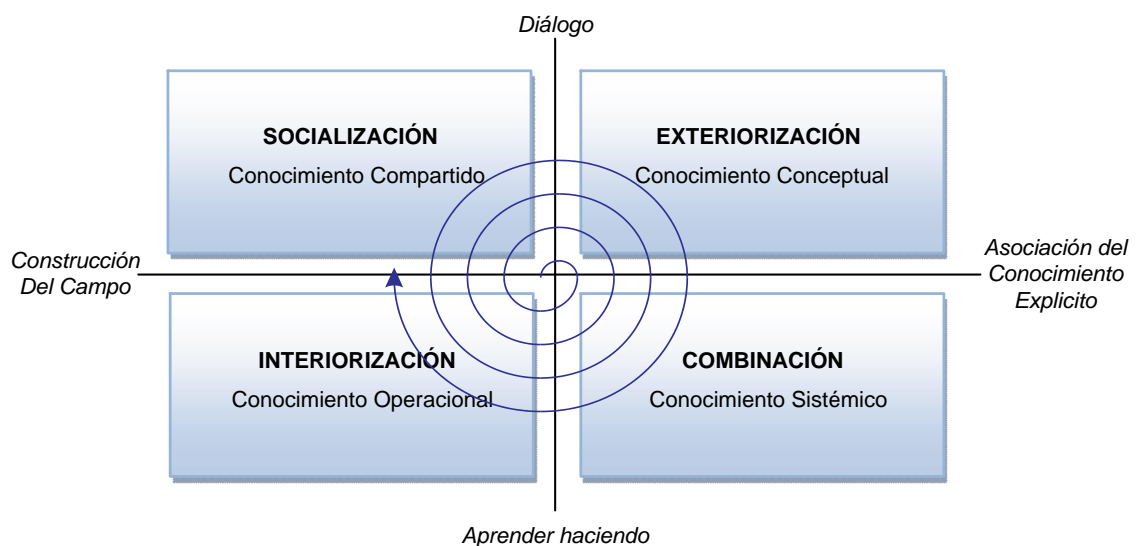 Diálogo
SOCIALIZACIÓN
Conocimiento Compartido
EXTERIORIZACIÓN
Conocimiento Conceptual
Construcción
Del Campo
Asociación del
Conocimiento
Explicito
INTERIORIZACIÓN
Conocimiento Operacional
COMBINACIÓN
Conocimiento Sistémico
Aprender haciendo